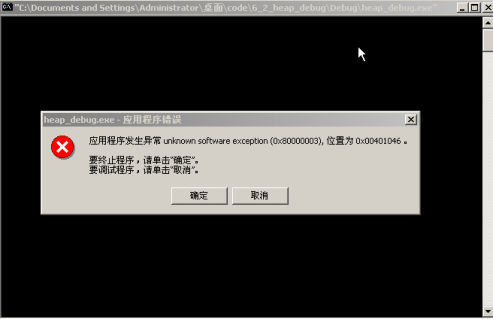 "C:\Documents and Settings\Administrator\桌面\code\6_2_heap_debug\Debug\heap_debug.exe"
heap_debug.exe - 应用程序错误
应用程序发生异常 unknown software exception (0x80000003), 位置为 0x00401046 。
要终止程序，请单击"确定"。
要调试程序，请单击"取消"。
确定 取消